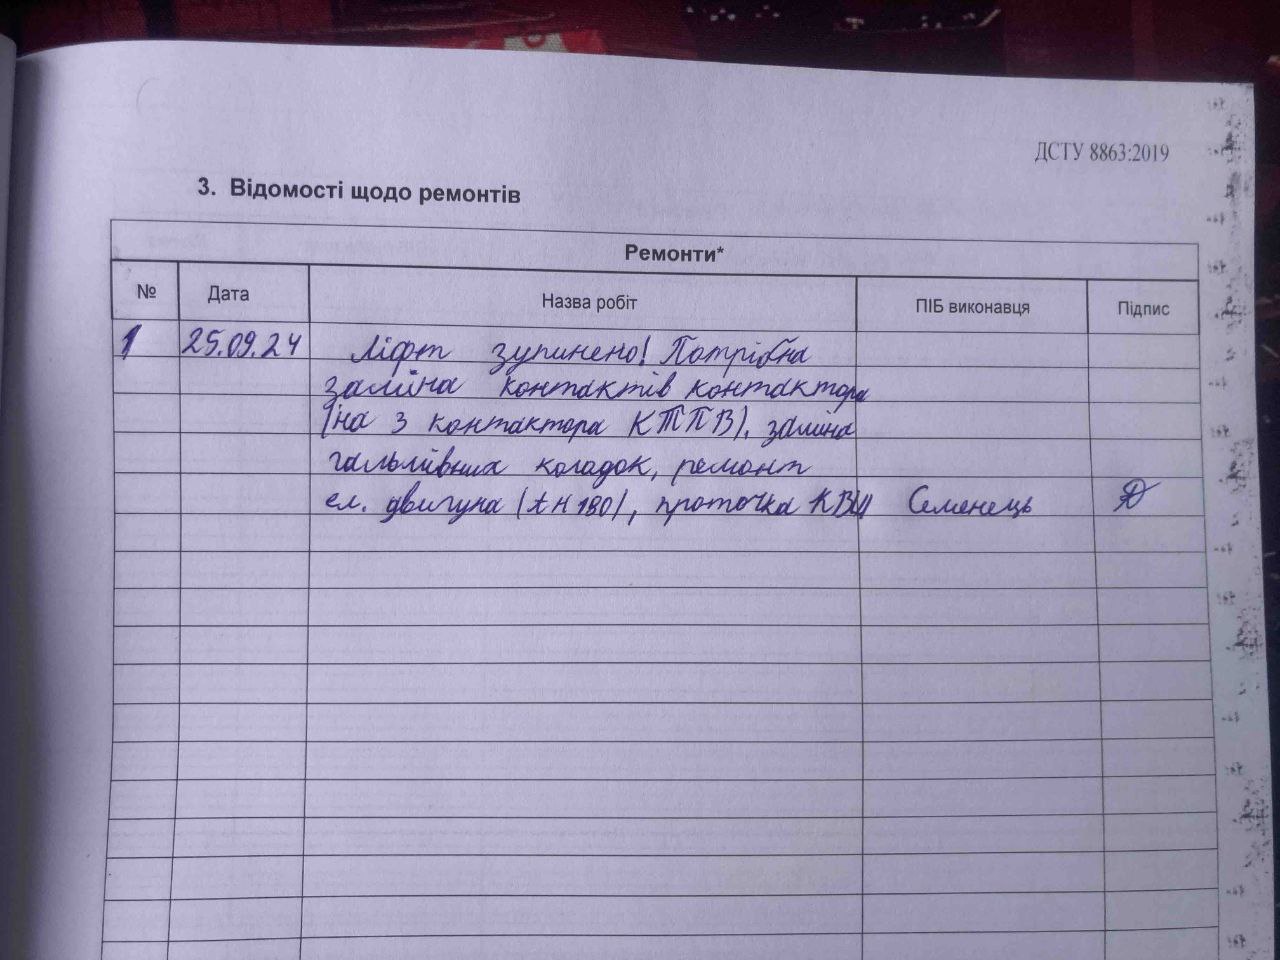 ДСТУ 8863:2019
3. Відомості щодо ремонтів
Ремонти*
№ Дата Назва робіт ПІБ виконавця Підпис
1 25.09.24 Ліфт зупинено! Потрібна
заміна контактів контактора
(на 3 контактора КТПВ), заміна
гальмівних колодок, ремонт
ел. двигуна (АН 180), проточка КВШ Семенець